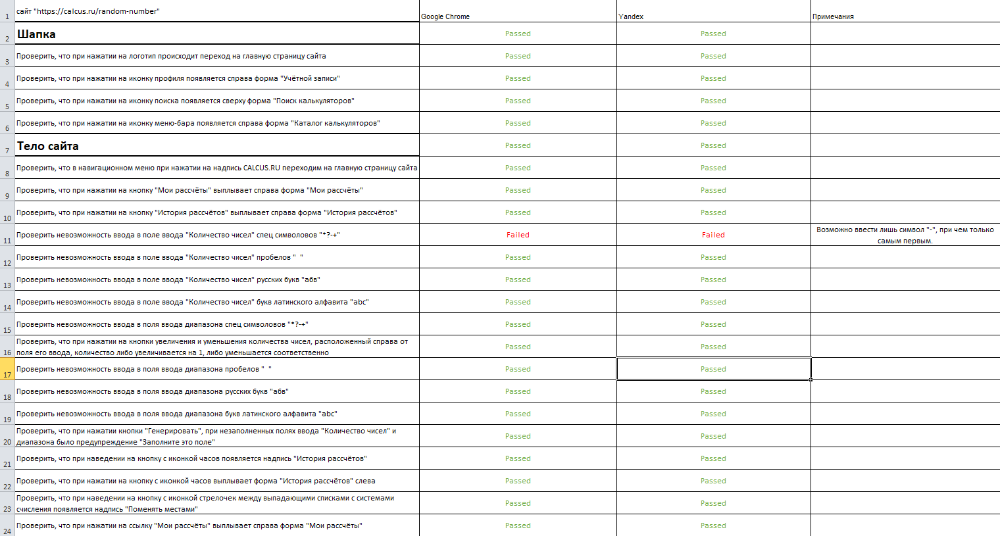 1 сайт "https://calcus.ru/random-number" Google Chrome Yandex Примечания
2 Шапка Passed Passed
3 Проверить, что при нажатии на логотип происходит переход на главную страницу сайта Passed Passed
4 Проверить, что при нажатии на иконку профиля появляется справа форма "Учётной записи" Passed Passed
5 Проверить, что при нажатии на иконку поиска появляется сверху форма "Поиск калькуляторов" Passed Passed
6 Проверить, что при нажатии на иконку меню-бара появляется справа форма "Каталог калькуляторов" Passed Passed
7 Тело сайта Passed Passed
8 Проверить, что в навигационном меню при нажатии на надпись CALCUS.RU переходим на главную страницу сайта Passed Passed
9 Проверить, что при нажатии на кнопку "Мои рассчёты" выплывает справа форма "Мои рассчёты" Passed Passed
10 Проверить, что при нажатии на кнопку "История рассчётов" выплывает справа форма "История рассчётов" Passed Passed
11 Проверить невозможность ввода в поле ввода "Количество чисел" спец символовов "*?-+" Failed Failed Возможно ввести лишь символ "-", при чем только
самым первым.
12 Проверить невозможность ввода в поле ввода "Количество чисел" пробелов "  " Passed Passed
13 Проверить невозможность ввода в поле ввода "Количество чисел" русских букв "абв" Passed Passed
14 Проверить невозможность ввода в поле ввода "Количество чисел" букв латинского алфавита "abc" Passed Passed
15 Проверить невозможность ввода в поля ввода диапазона спец символовов "*?-+" Passed Passed
16 Проверить, что при нажатии на кнопки увеличения и уменьшения количества чисел, расположенный справа от
поля его ввода, количество либо увеличивается на 1, либо уменьшается соответственно Passed Passed
17 Проверить невозможность ввода в поля ввода диапазона пробелов "  " Passed Passed
18 Проверить невозможность ввода в поля ввода диапазона русских букв "абв" Passed Passed
19 Проверить невозможность ввода в поля ввода диапазона букв латинского алфавита "abc" Passed Passed
20 Проверить, что при нажатии кнопки "Генерировать", при незаполненных полях ввода "Количество чисел" и
диапазона было предупреждение "Заполните это поле" Passed Passed
21 Проверить, что при наведении на кнопку с иконкой часов появляется надпись "История рассчётов" Passed Passed
22 Проверить, что при нажатии на кнопку с иконкой часов выплывает форма "История рассчётов" слева Passed Passed
23 Проверить, что при наведении на кнопку с иконкой стрелочек между выпадающими списками с системами
счисления появляется надпись "Поменять местами" Passed Passed
24 Проверить, что при нажатии на ссылку "Мои рассчёты" выплывает справа форма "Мои рассчёты" Passed Passed